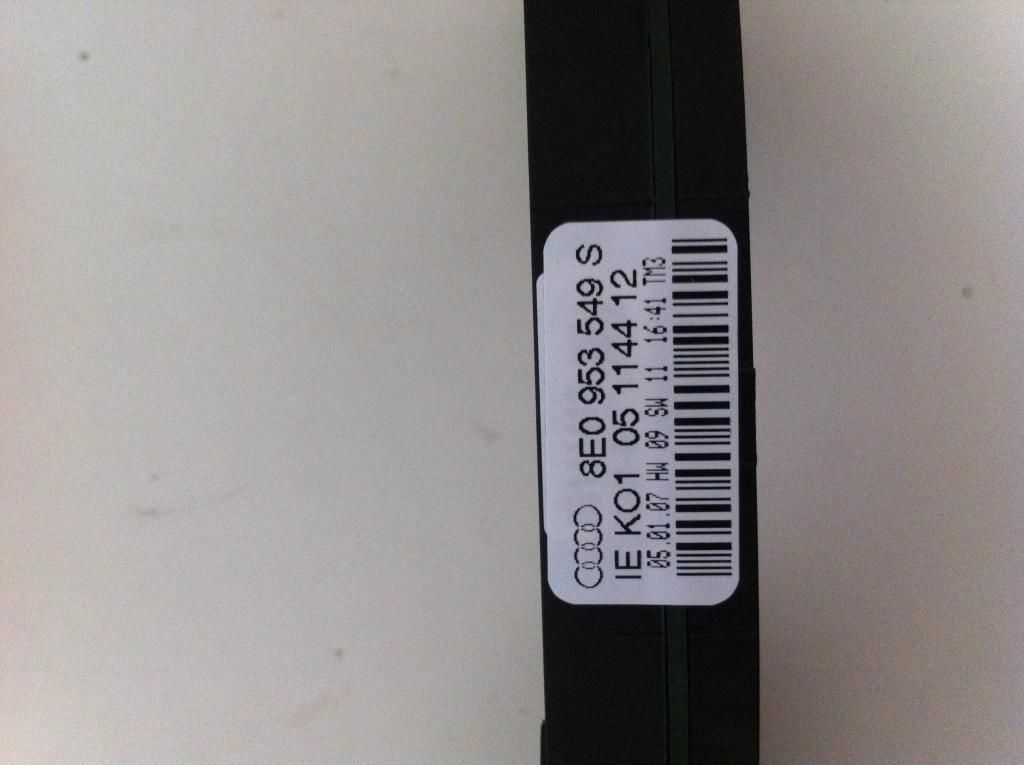 8E0 953 549 S
IE KO1 05 1144 12
05.01.07 HW 09 SW 11 16:41 TM3